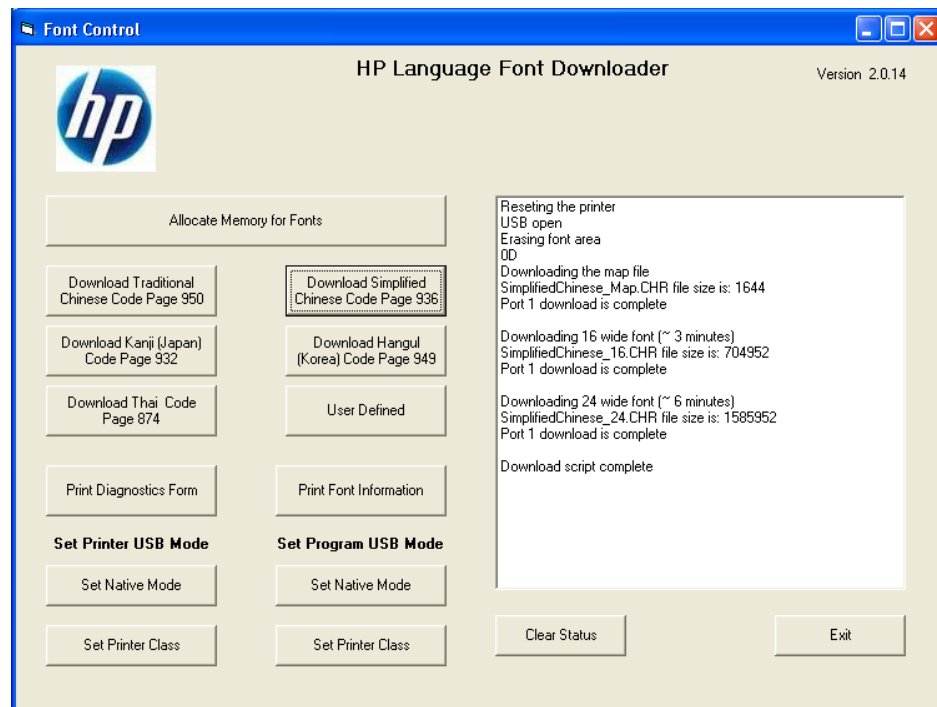 Font Control
HP Language Font Downloader
Version 2.0.14
hp
Allocate Memory for Fonts
Download Traditional
Chinese Code Page 950
Download Simplified
Chinese Code Page 936
Download Kanji (Japan)
Code Page 932
Download Hangul
(Korea) Code Page 949
Download Thai Code
Page 874
User Defined
Print Diagnostics Form
Print Font Information
Set Printer USB Mode
Set Program USB Mode
Set Native Mode
Set Native Mode
Set Printer Class
Set Printer Class
Reseting the printer
USB open
Erasing font area
0D
Downloading the map file
SimplifiedChinese_Map.CHR file size is: 1644
Port 1 download is complete
Downloading 16 wide font (~ 3 minutes)
SimplifiedChinese_16.CHR file size is: 704952
Port 1 download is complete
Downloading 24 wide font (~ 6 minutes)
SimplifiedChinese_24.CHR file size is: 1585952
Port 1 download is complete
Download script complete
Clear Status
Exit